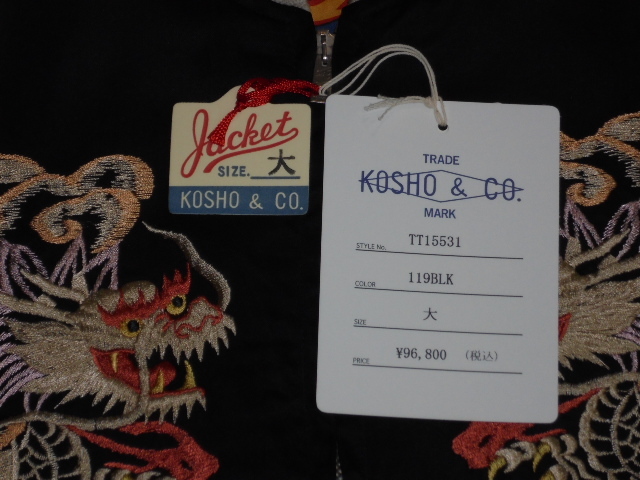 Jacket
SIZE. 大
KOSHO & CO.
TRADE
KOSHO & CO.
MARK
STYLE No. TT15531
COLOR 119BLK
SIZE 大
PRICE ¥96,800 (税込)